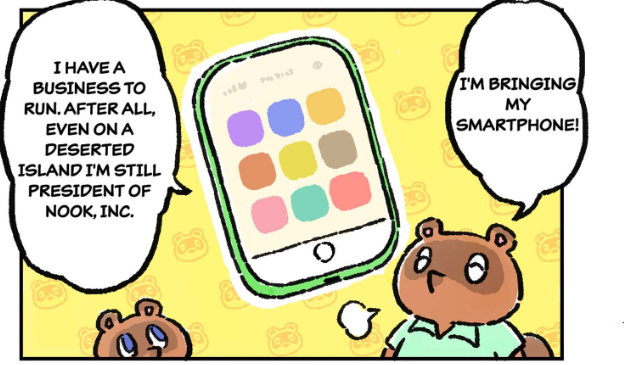 I'M BRINGING
MY
SMARTPHONE!
I HAVE A
BUSINESS TO
RUN. AFTER ALL,
EVEN ON A
DESERTED
ISLAND I'M STILL
PRESIDENT OF
NOOK, INC.